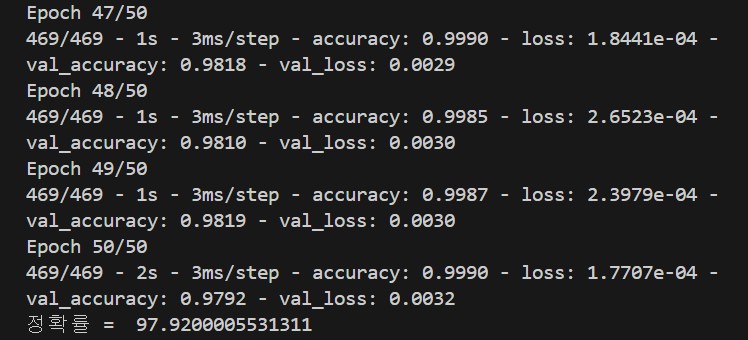 Epoch 47/50
469/469 - 1s - 3ms/step - accuracy: 0.9990 - loss: 1.8441e-04 -
val_accuracy: 0.9818 - val_loss: 0.0029
Epoch 48/50
469/469 - 1s - 3ms/step - accuracy: 0.9985 - loss: 2.6523e-04 -
val_accuracy: 0.9810 - val_loss: 0.0030
Epoch 49/50
469/469 - 1s - 3ms/step - accuracy: 0.9987 - loss: 2.3979e-04 -
val_accuracy: 0.9819 - val_loss: 0.0030
Epoch 50/50
469/469 - 2s - 3ms/step - accuracy: 0.9990 - loss: 1.7707e-04 -
val_accuracy: 0.9792 - val_loss: 0.0032
정확률 =  97.9200005531311